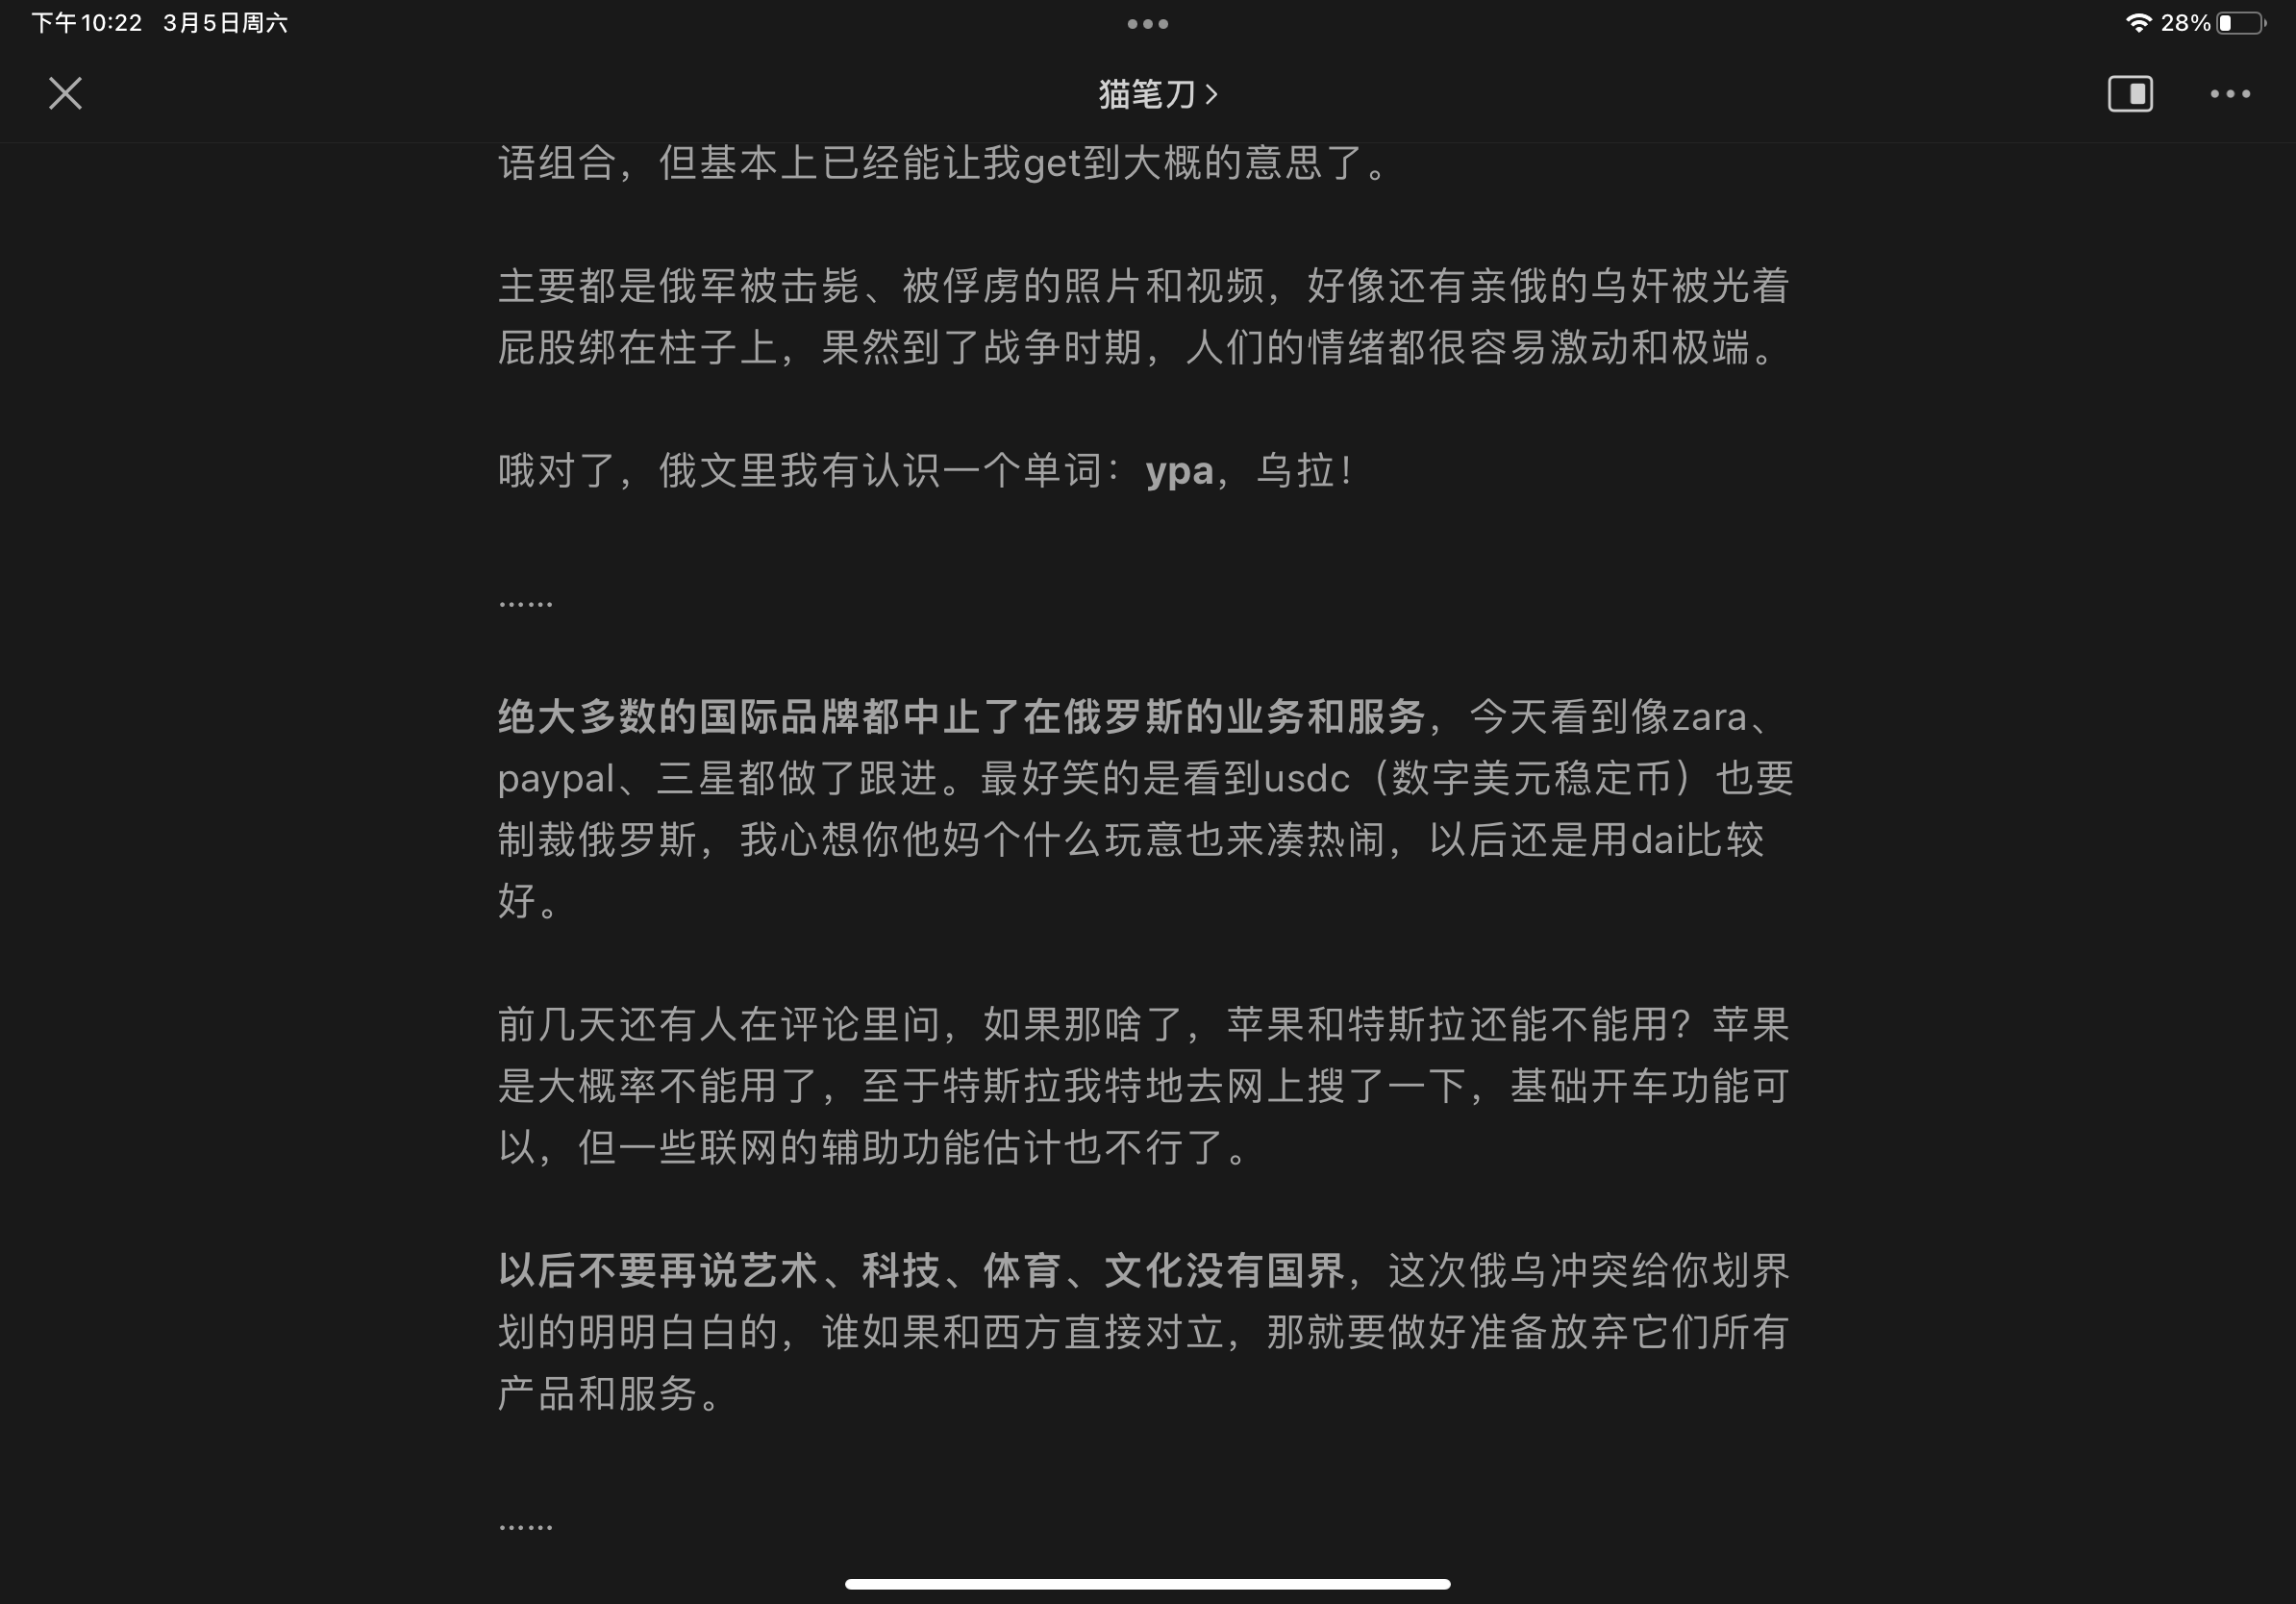 下午10:22 3月5日周六
28%
猫笔刀
语组合，但基本上已经能让我get到大概的意思了。
主要都是俄军被击毙、被俘虏的照片和视频，好像还有亲俄的乌奸被光着
屁股绑在柱子上，果然到了战争时期，人们的情绪都很容易激动和极端。
哦对了，俄文里我有认识一个单词：ypa，乌拉！
……
绝大多数的国际品牌都中止了在俄罗斯的业务和服务，今天看到像zara、
paypal、三星都做了跟进。最好笑的是看到usdc（数字美元稳定币）也要
制裁俄罗斯，我心想你他妈个什么玩意也来凑热闹，以后还是用dai比较
好。
前几天还有人在评论里问，如果那啥了，苹果和特斯拉还能不能用？苹果
是大概率不能用了，至于特斯拉我特地去网上搜了一下，基础开车功能可
以，但一些联网的辅助功能估计也不行了。
以后不要再说艺术、科技、体育、文化没有国界，这次俄乌冲突给你划界
划的明明白白的，谁如果和西方直接对立，那就要做好准备放弃它们所有
产品和服务。
……